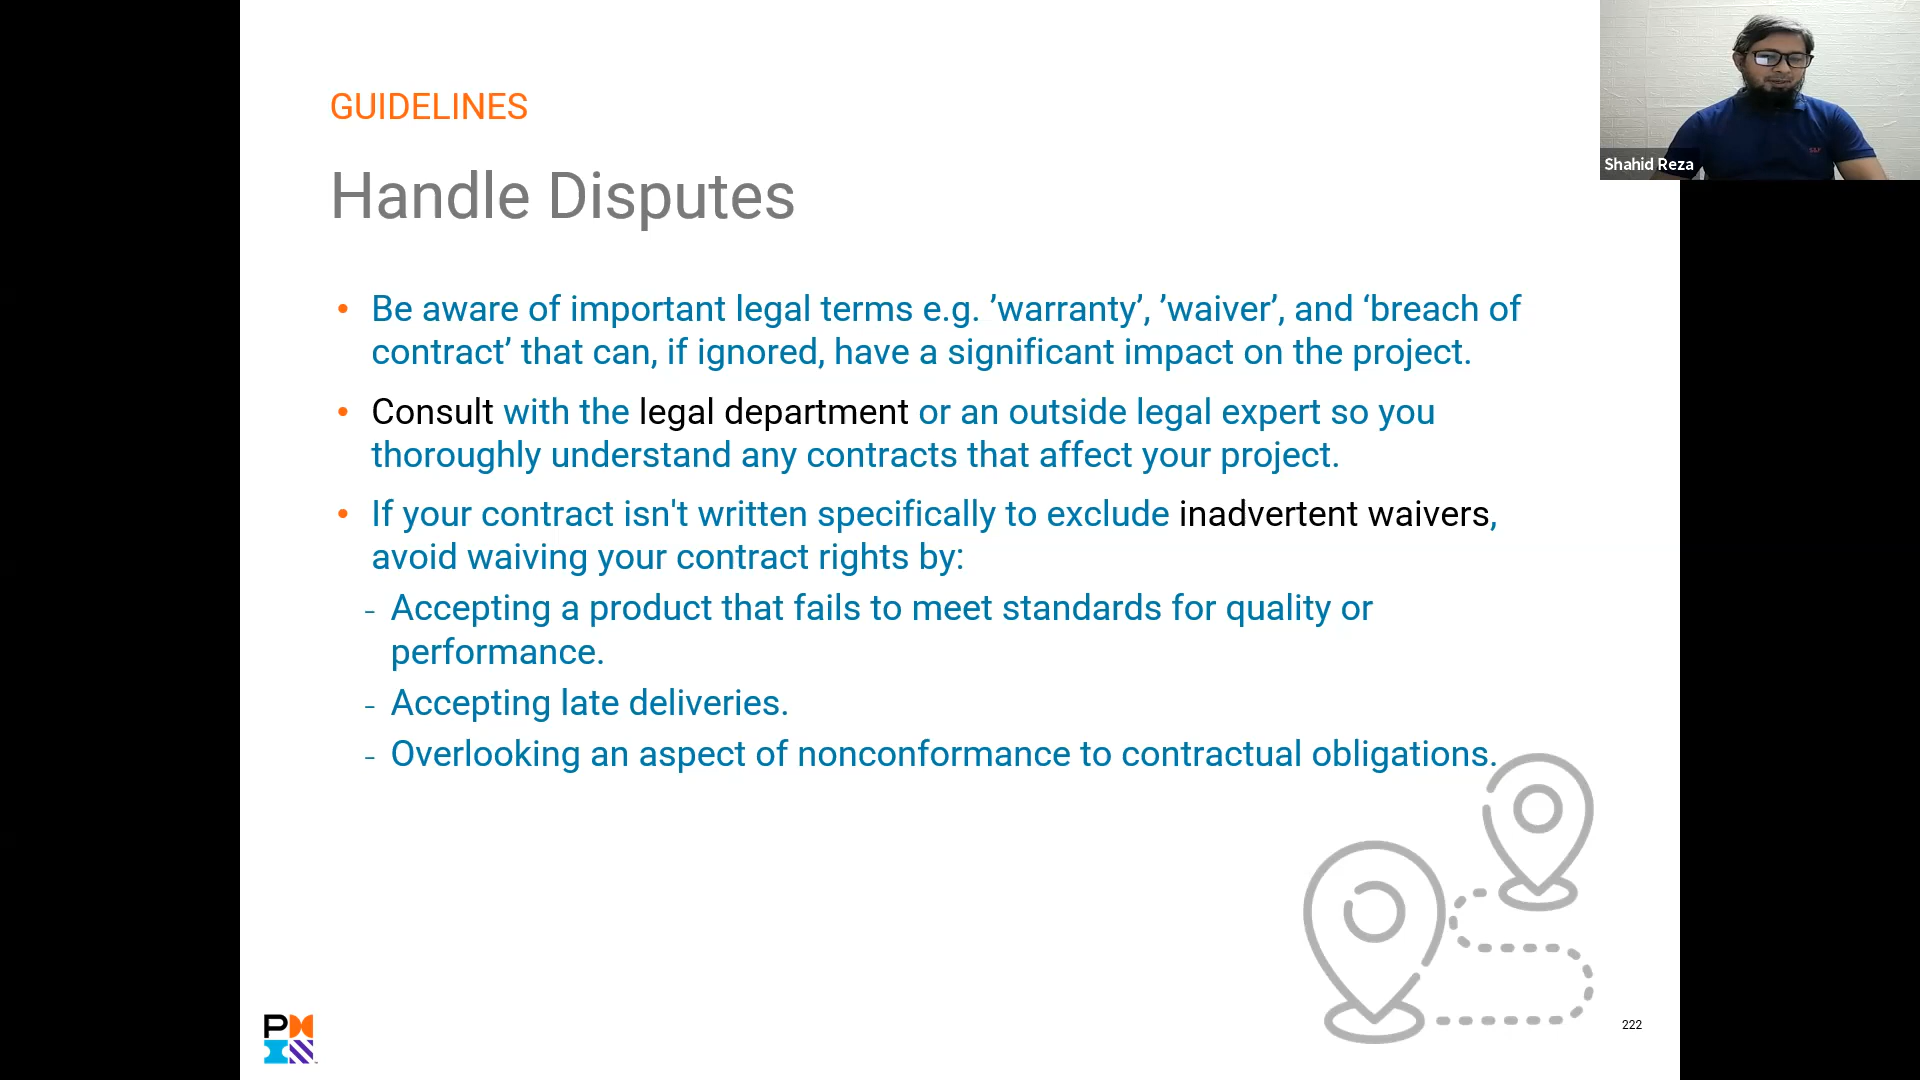 GUIDELINES
Handle Disputes
• Be aware of important legal terms e.g. ’warranty’, ’waiver’, and ‘breach of
contract’ that can, if ignored, have a significant impact on the project.
• Consult with the legal department or an outside legal expert so you
thoroughly understand any contracts that affect your project.
• If your contract isn't written specifically to exclude inadvertent waivers,
avoid waiving your contract rights by:
- Accepting a product that fails to meet standards for quality or
performance.
- Accepting late deliveries.
- Overlooking an aspect of nonconformance to contractual obligations.
222
Shahid Reza